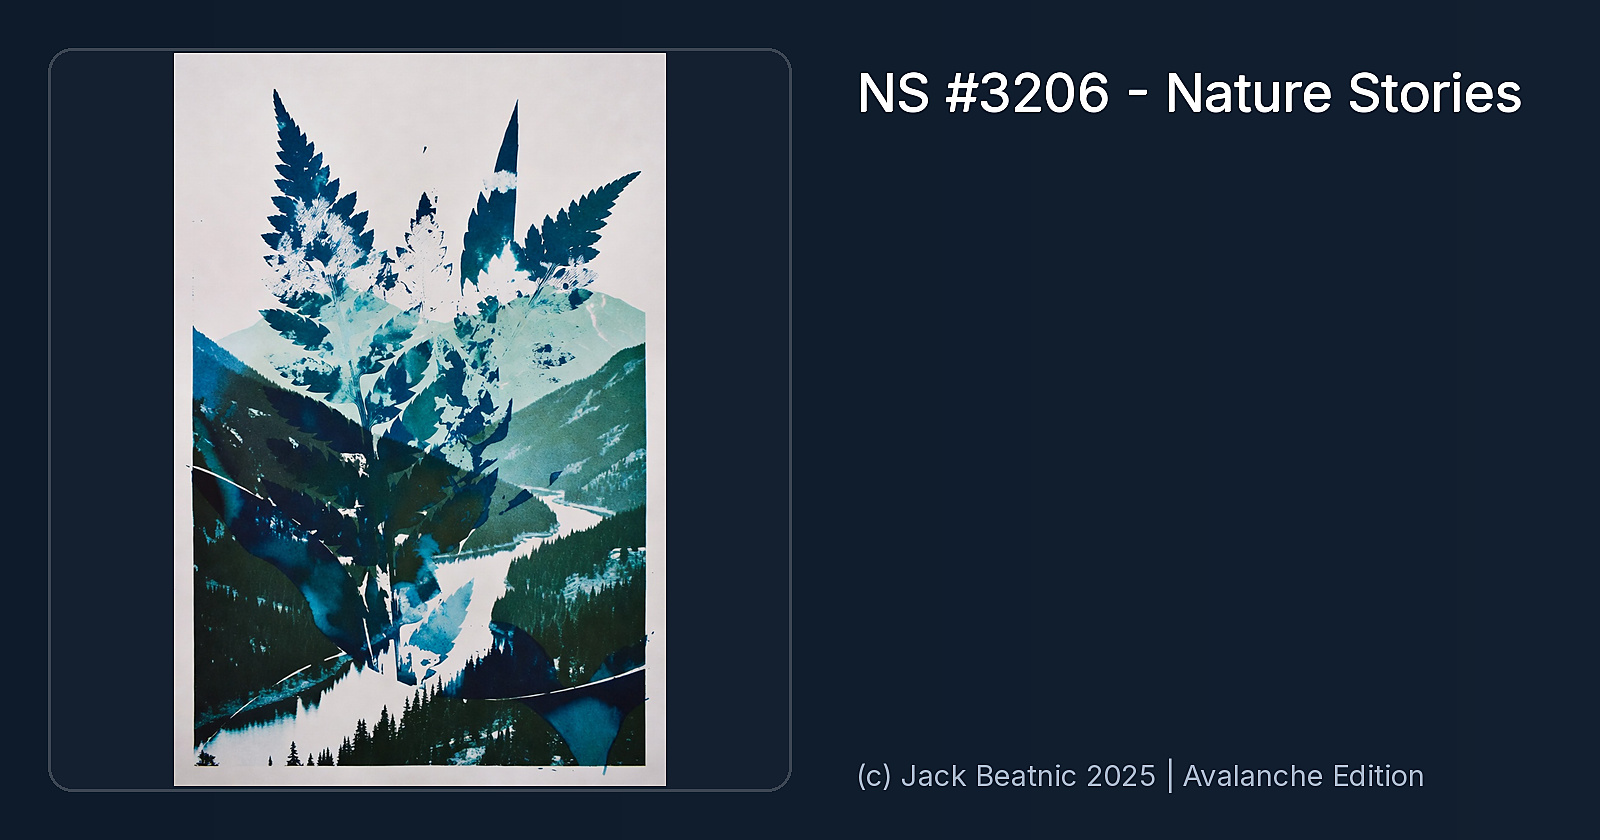 NS #3206 - Nature Stories
(c) Jack Beatnic 2025 | Avalanche Edition